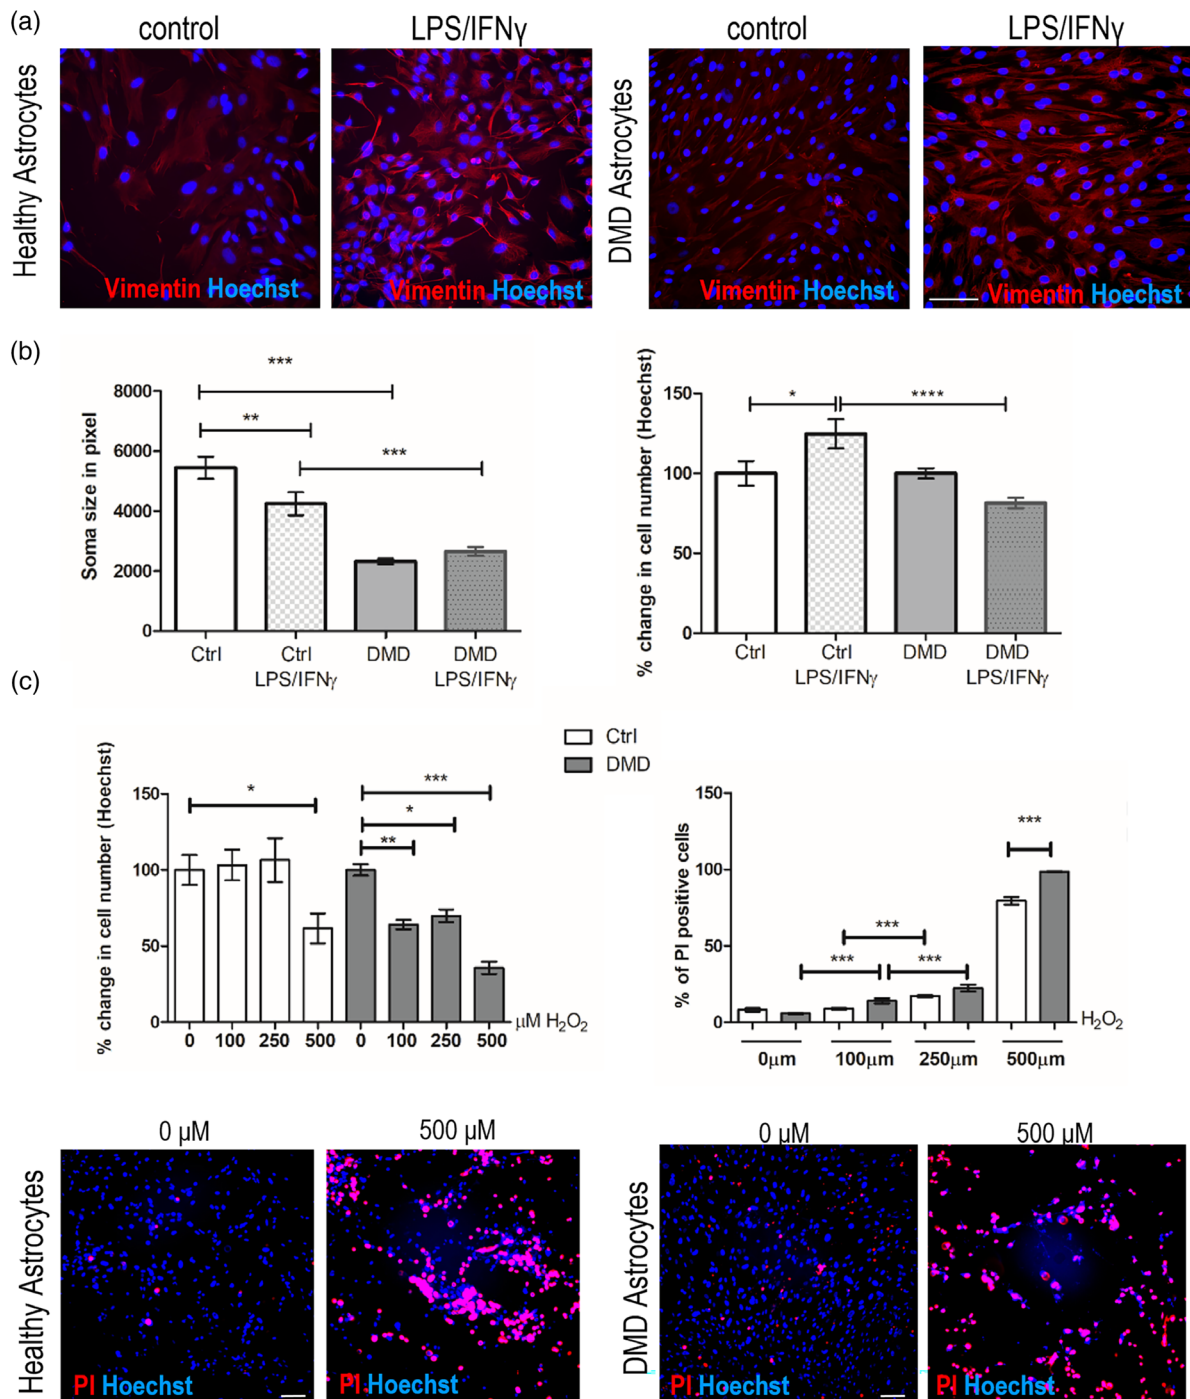 (a)
control LPS/IFNγ control LPS/IFNγ
Healthy Astrocytes
Vimentin Hoechst
Vimentin Hoechst
DMD Astrocytes
Vimentin Hoechst
Vimentin Hoechst
(b)
Soma size in pixel
8000
6000
4000
2000
0
***
**
***
Ctrl Ctrl DMD DMD
LPS/IFNγ LPS/IFNγ
% change in cell number (Hoechst)
150
100
50
0
* ****
Ctrl Ctrl DMD DMD
LPS/IFNγ LPS/IFNγ
(c)
Ctrl
DMD
% change in cell number (Hoechst)
150
100
50
0
*
***
*
**
0 100 250 500 0 100 250 500
μM H₂O₂
% of PI positive cells
150
100
50
0
***
***
*** ***
H₂O₂
0μm 100μm 250μm 500μm
0 μM 500 μM 0 μM 500 μM
Healthy Astrocytes
PI Hoechst
PI Hoechst
DMD Astrocytes
PI Hoechst
PI Hoechst